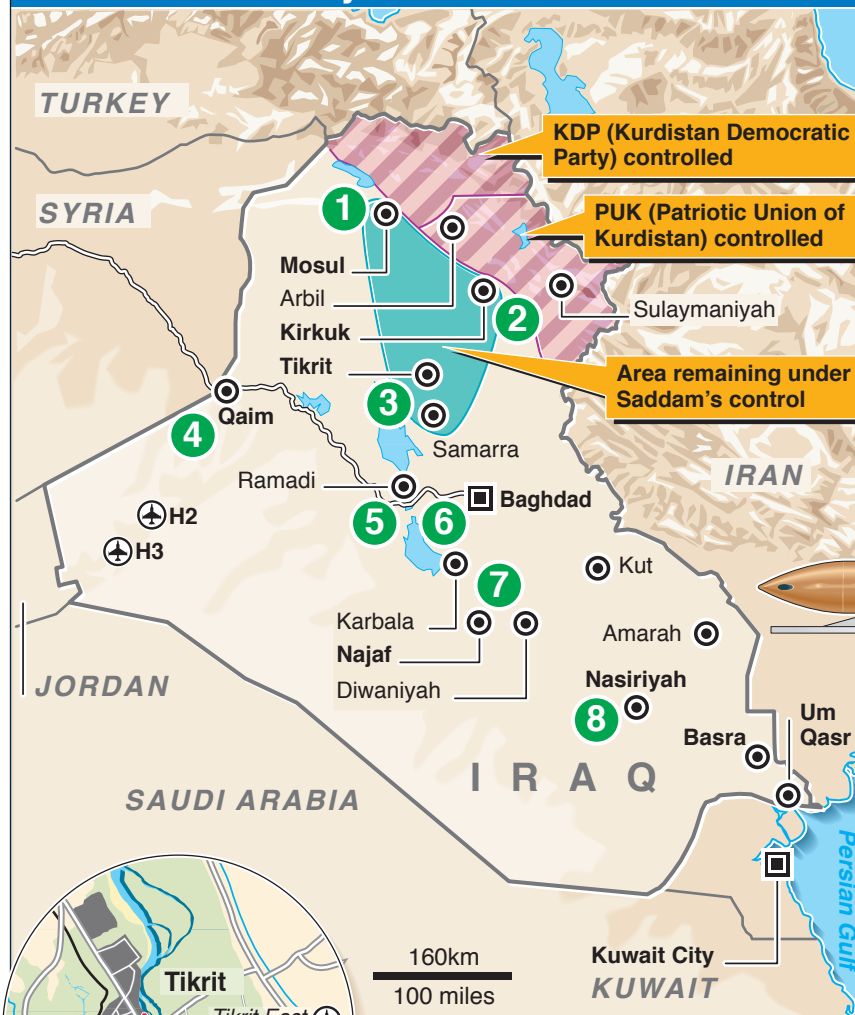 TURKEY
KDP (Kurdistan Democratic
Party) controlled
SYRIA
1
PUK (Patriotic Union of
Kurdistan) controlled
Mosul
Arbil
Kirkuk
2
Sulaymaniyah
Tikrit
Area remaining under
Saddam's control
3
Qaim
4
Samarra
IRAN
Ramadi
Baghdad
H2
5
6
H3
Kut
7
Karbala
Amarah
Najaf
Diwaniyah
JORDAN
Nasiriyah
8
Um
Qasr
Basra
IRAQ
SAUDI ARABIA
Persian Gulf
160km
100 miles
Kuwait City
KUWAIT
Tikrit
Tikrit East